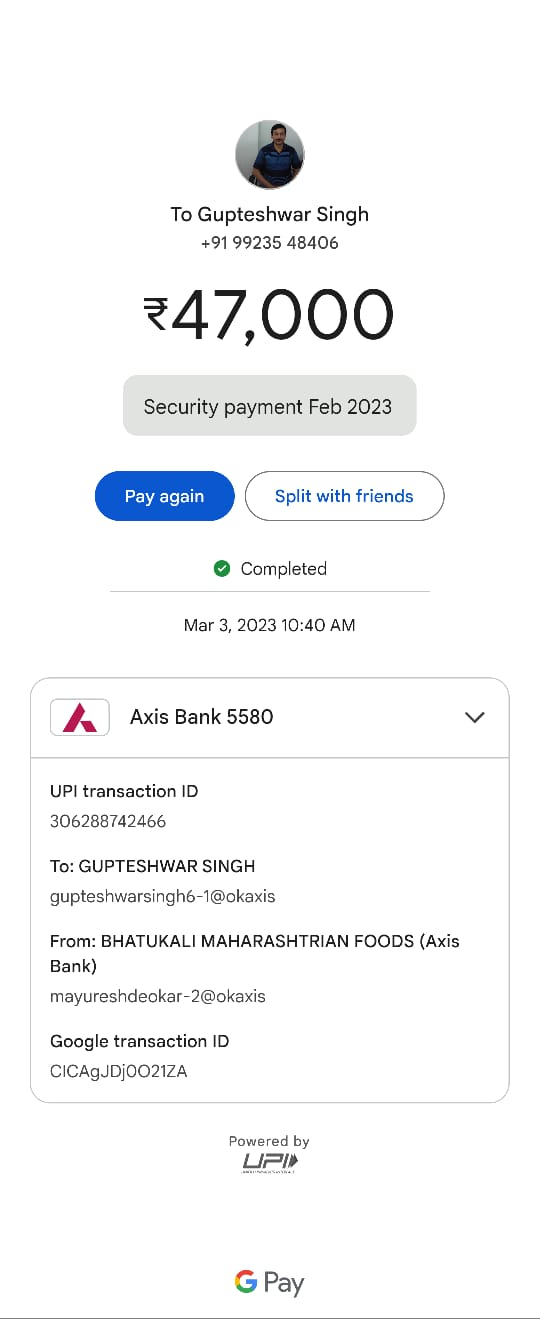 To Gupteshwar Singh
+91 99235 48406
₹47,000
Security payment Feb 2023
Pay again
Split with friends
Completed
Mar 3, 2023 10:40 AM
Axis Bank 5580
UPI transaction ID
306288742466
To: GUPTESHWAR SINGH
gupteshwarsingh6-1@okaxis
From: BHATUKALI MAHARASHTRIAN FOODS (Axis
Bank)
mayureshdeokar-2@okaxis
Google transaction ID
CICAgJDj0O21ZA
Powered by
UPI
G Pay